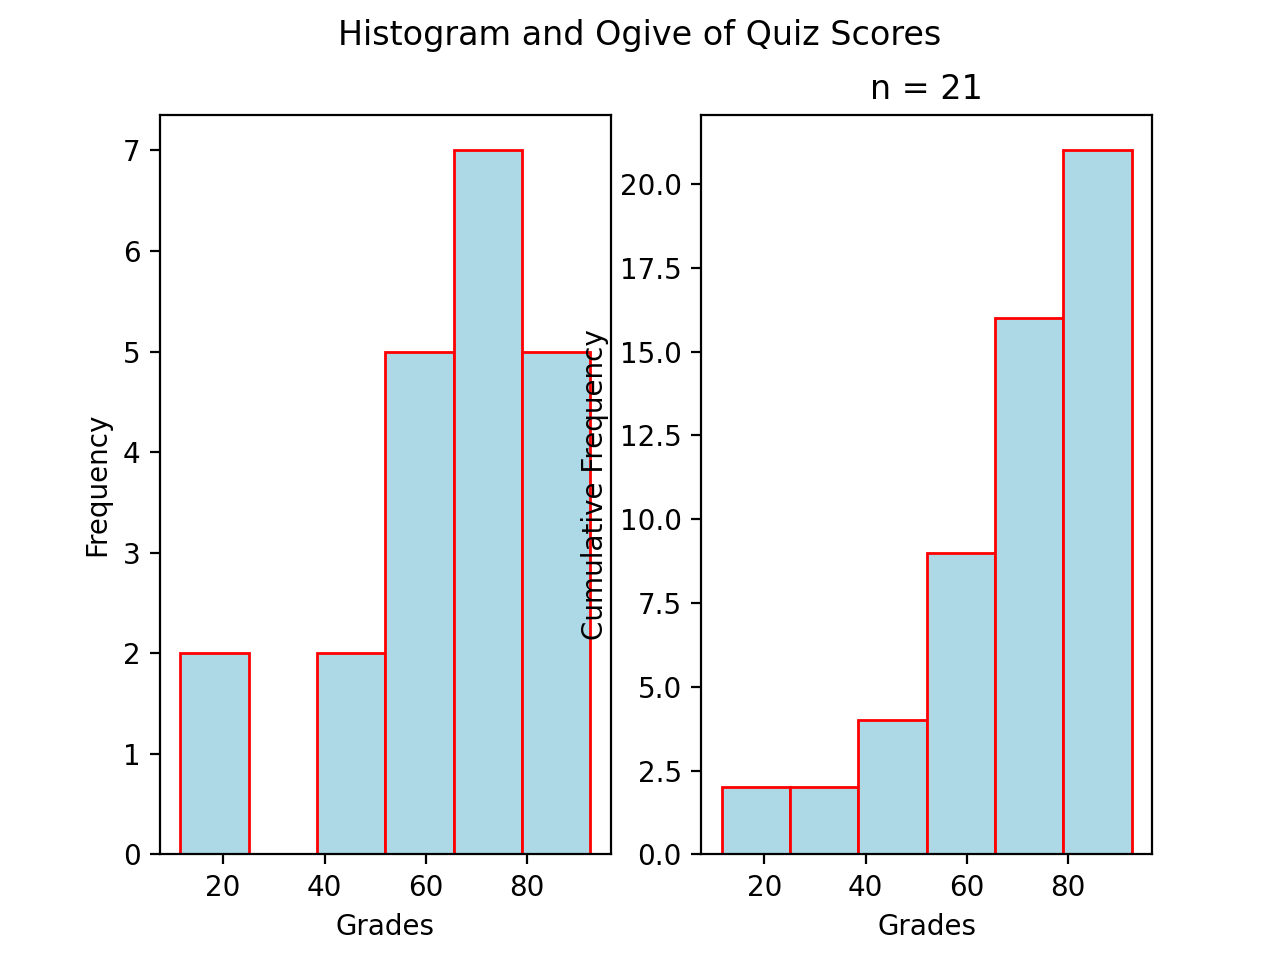 Histogram and Ogive of Quiz Scores
Frequency
7
6
5
4
3
2
1
0
20 40 60 80
Grades
n = 21
Cumulative Frequency
20.0
17.5
15.0
12.5
10.0
7.5
5.0
2.5
0.0
20 40 60 80
Grades